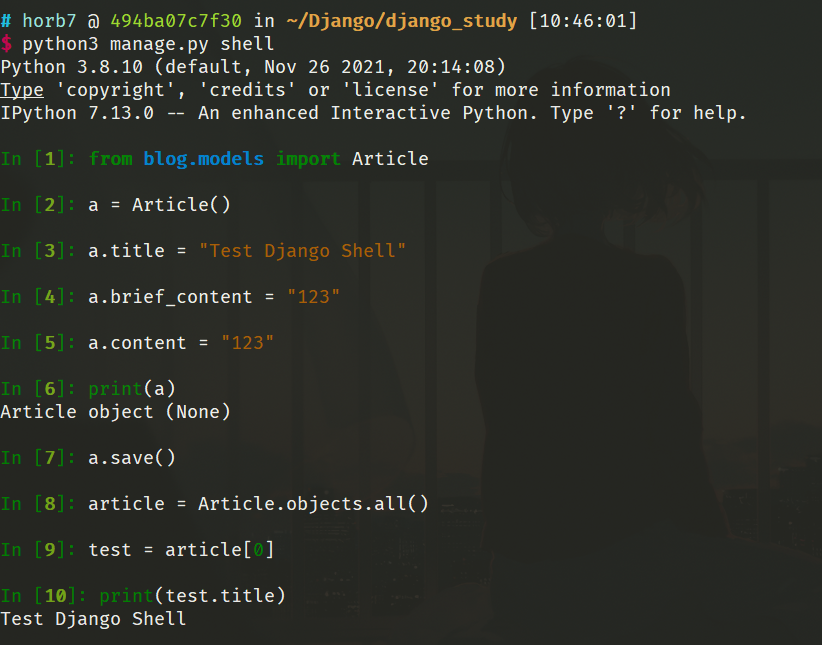 # horb7 @ 494ba07c7f30 in ~/Django/django_study [10:46:01]
$ python3 manage.py shell
Python 3.8.10 (default, Nov 26 2021, 20:14:08)
Type 'copyright', 'credits' or 'license' for more information
IPython 7.13.0 -- An enhanced Interactive Python. Type '?' for help.
In [1]: from blog.models import Article
In [2]: a = Article()
In [3]: a.title = "Test Django Shell"
In [4]: a.brief_content = "123"
In [5]: a.content = "123"
In [6]: print(a)
Article object (None)
In [7]: a.save()
In [8]: article = Article.objects.all()
In [9]: test = article[0]
In [10]: print(test.title)
Test Django Shell